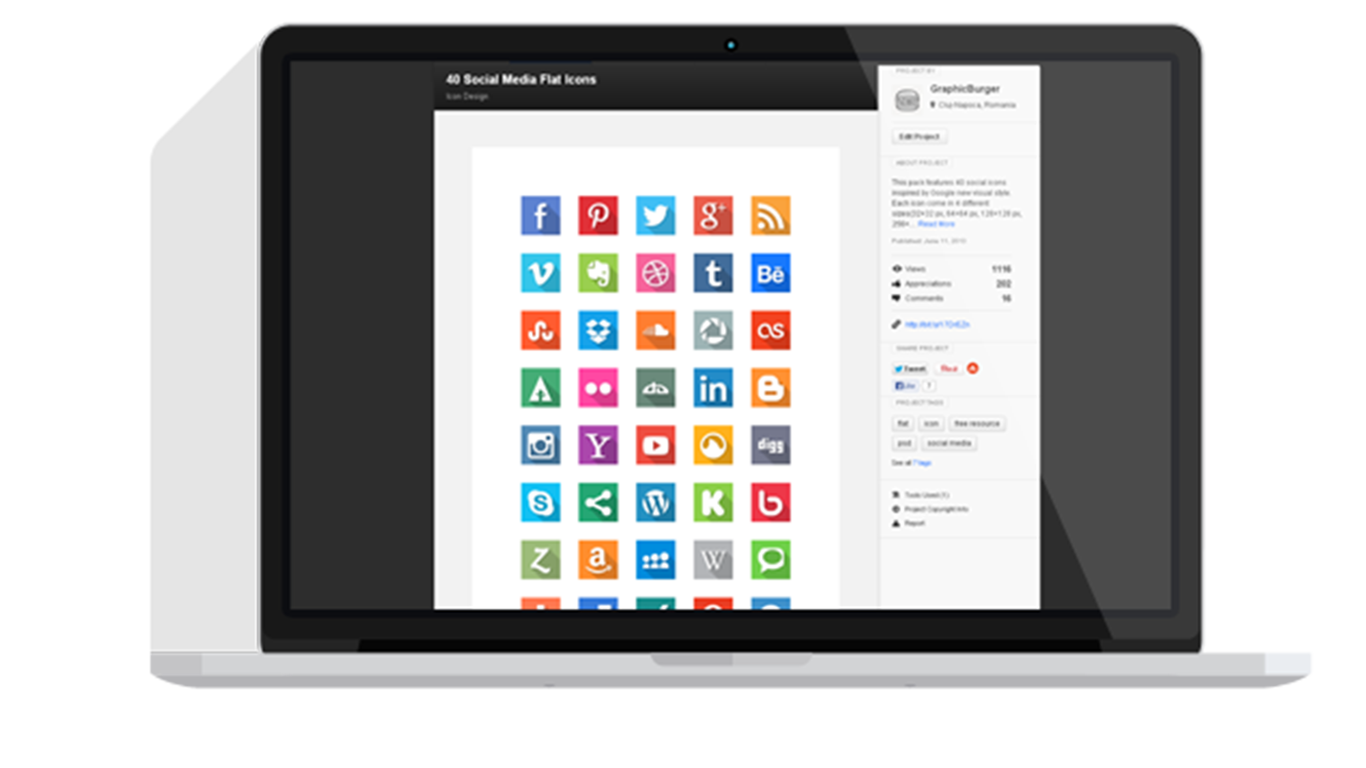 40 Social Media Flat Icons
Icon Design
PROJECT BY
GraphicBurger
Cluj-Napoca, Romania
Edit Project
ABOUT PROJECT
This pack features 40 social icons
inspired by Google new visual style.
Each icon come in 4 different
sizes(32×32 px, 64×64 px, 128×128 px,
256×... Read More
Published: June 11, 2013
Views 1116
Appreciations 202
Comments 16
SHARE PROJECT
Tweet Pin it
Like 7
PROJECT TAGS
flat icon free resource
psd social media
See all 7 tags
Tools Used (1)
Project Copyright Info
Report
f g+
t Bē
as
in B
Y digg
S W K b
Z a W